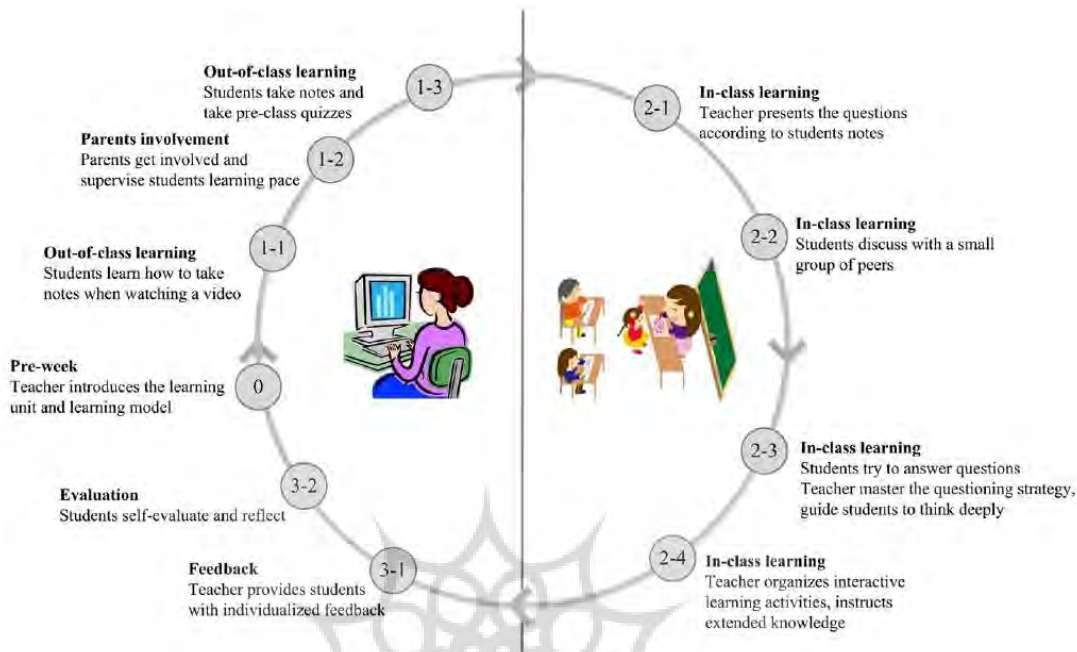 Out-of-class learning
Students take notes and
take pre-class quizzes
1-3
Parents involvement
Parents get involved and
supervise students learning pace
1-2
Out-of-class learning
Students learn how to take
notes when watching a video
1-1
Pre-week
Teacher introduces the learning
unit and learning model
0
Evaluation
Students self-evaluate and reflect
3-2
Feedback
Teacher provides students
with individualized feedback
3-1
2-1
In-class learning
Teacher presents the questions
according to students notes
2-2
In-class learning
Students discuss with a small
group of peers
2-3
In-class learning
Students try to answer questions
Teacher master the questioning strategy,
guide students to think deeply
2-4
In-class learning
Teacher organizes interactive
learning activities, instructs
extended knowledge